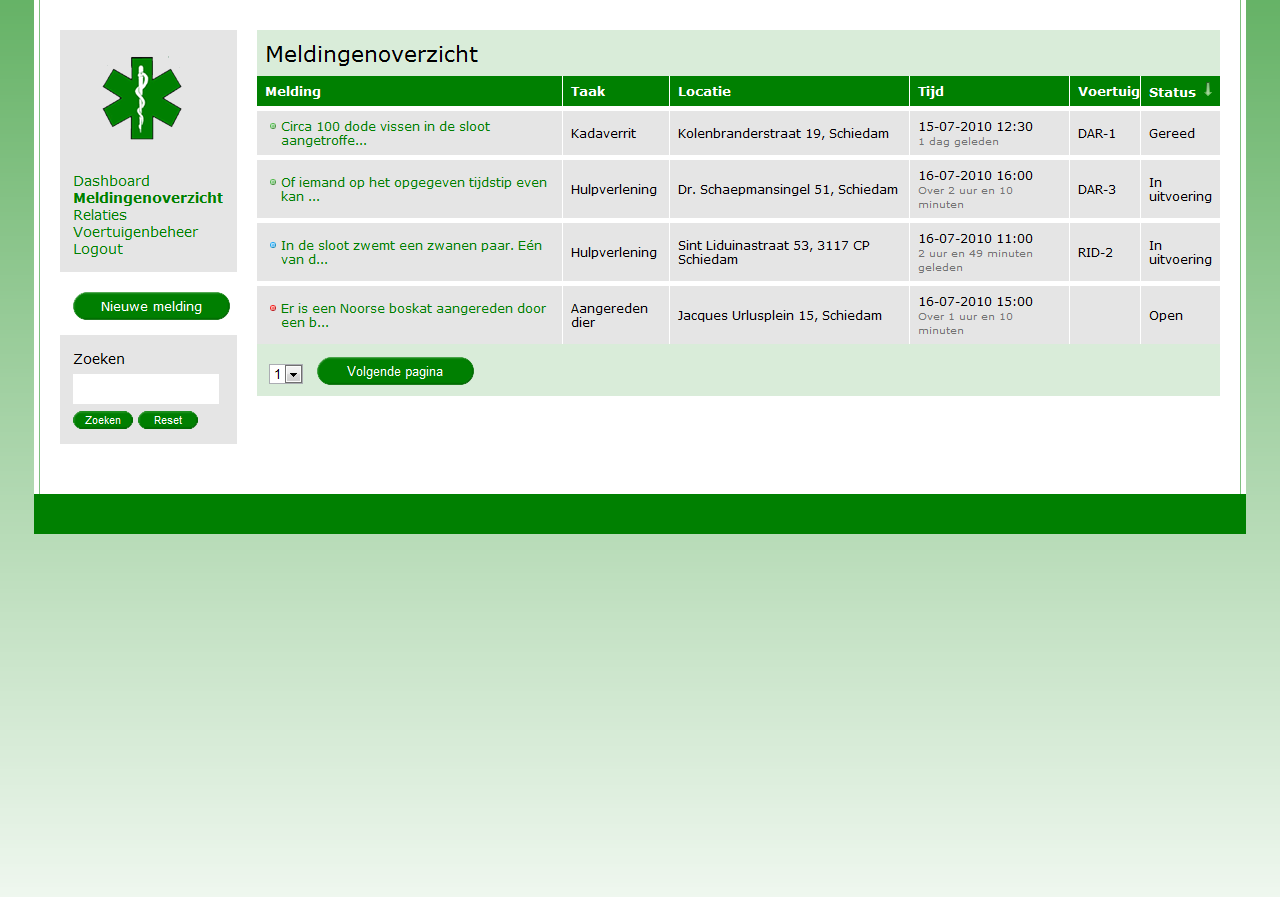 Dashboard
Meldingenoverzicht
Relaties
Voertuigenbeheer
Logout
Nieuwe melding
Zoeken
Zoeken Reset
Meldingenoverzicht
Melding Taak Locatie Tijd Voertuig Status
Circa 100 dode vissen in de sloot
aangetroffe...
Kadaverrit
Kolenbranderstraat 19, Schiedam
15-07-2010 12:30
1 dag geleden
DAR-1
Gereed
Of iemand op het opgegeven tijdstip even
kan ...
Hulpverlening
Dr. Schaepmansingel 51, Schiedam
16-07-2010 16:00
Over 2 uur en 10
minuten
DAR-3
In
uitvoering
In de sloot zwemt een zwanen paar. Eén
van d...
Hulpverlening
Sint Liduinastraat 53, 3117 CP
Schiedam
16-07-2010 11:00
2 uur en 49 minuten
geleden
RID-2
In
uitvoering
Er is een Noorse boskat aangereden door
een b...
Aangereden
dier
Jacques Urlusplein 15, Schiedam
16-07-2010 15:00
Over 1 uur en 10
minuten
Open
1 Volgende pagina